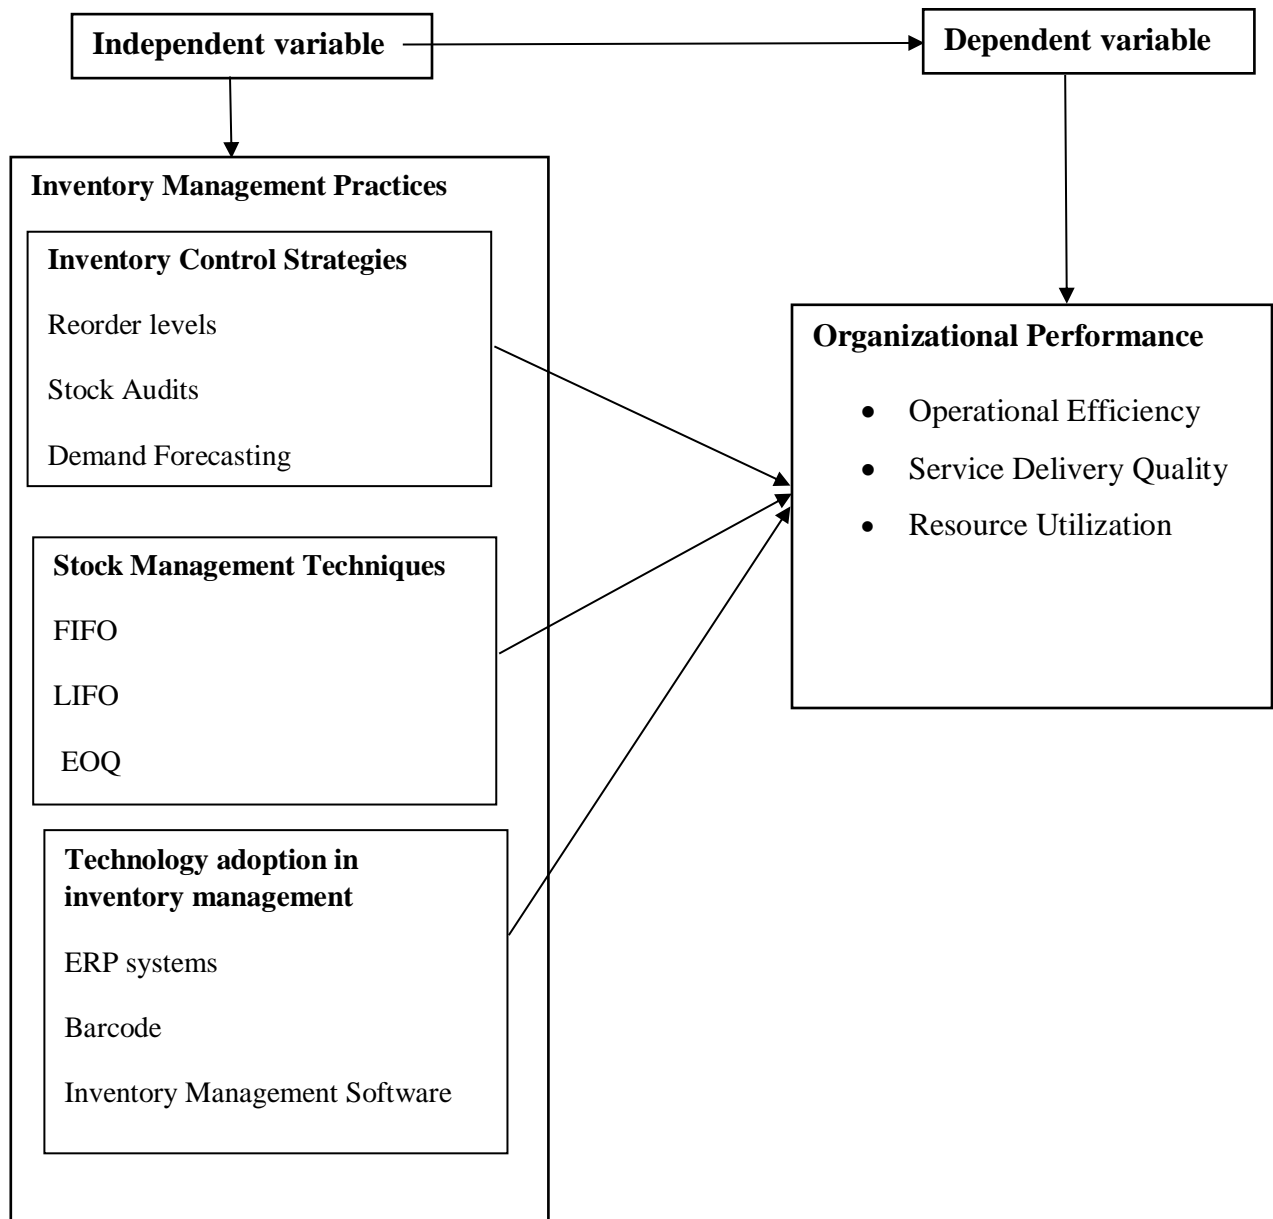 Independent variable
Dependent variable
Inventory Management Practices
Inventory Control Strategies
Reorder levels
Stock Audits
Demand Forecasting
Stock Management Techniques
FIFO
LIFO
EOQ
Technology adoption in
inventory management
ERP systems
Barcode
Inventory Management Software
Organizational Performance
• Operational Efficiency
• Service Delivery Quality
• Resource Utilization